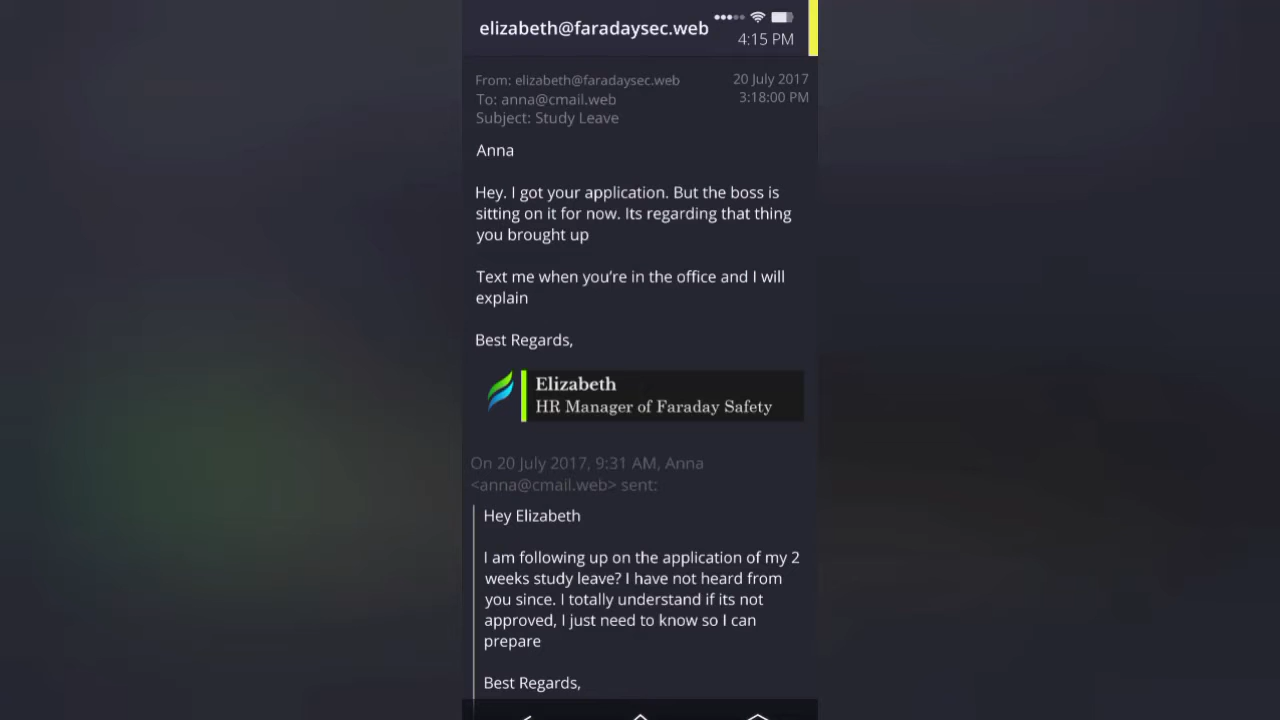 elizabeth@faradaysec.web
4:15 PM
From: elizabeth@faradaysec.web
20 July 2017
To: anna@cmail.web
3:18:00 PM
Subject: Study Leave
Anna
Hey. I got your application. But the boss is
sitting on it for now. Its regarding that thing
you brought up
Text me when you’re in the office and I will
explain
Best Regards,
Elizabeth
HR Manager of Faraday Safety
On 20 July 2017, 9:31 AM, Anna
<anna@cmail.web> sent:
Hey Elizabeth
I am following up on the application of my 2
weeks study leave? I have not heard from
you since. I totally understand if its not
approved, I just need to know so I can
prepare
Best Regards,